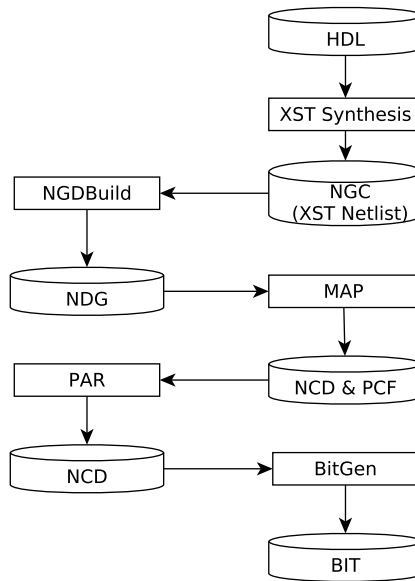 HDL
XST Synthesis
NGC
(XST Netlist)
NGDBuild
NDG
MAP
NCD & PCF
PAR
NCD
BitGen
BIT